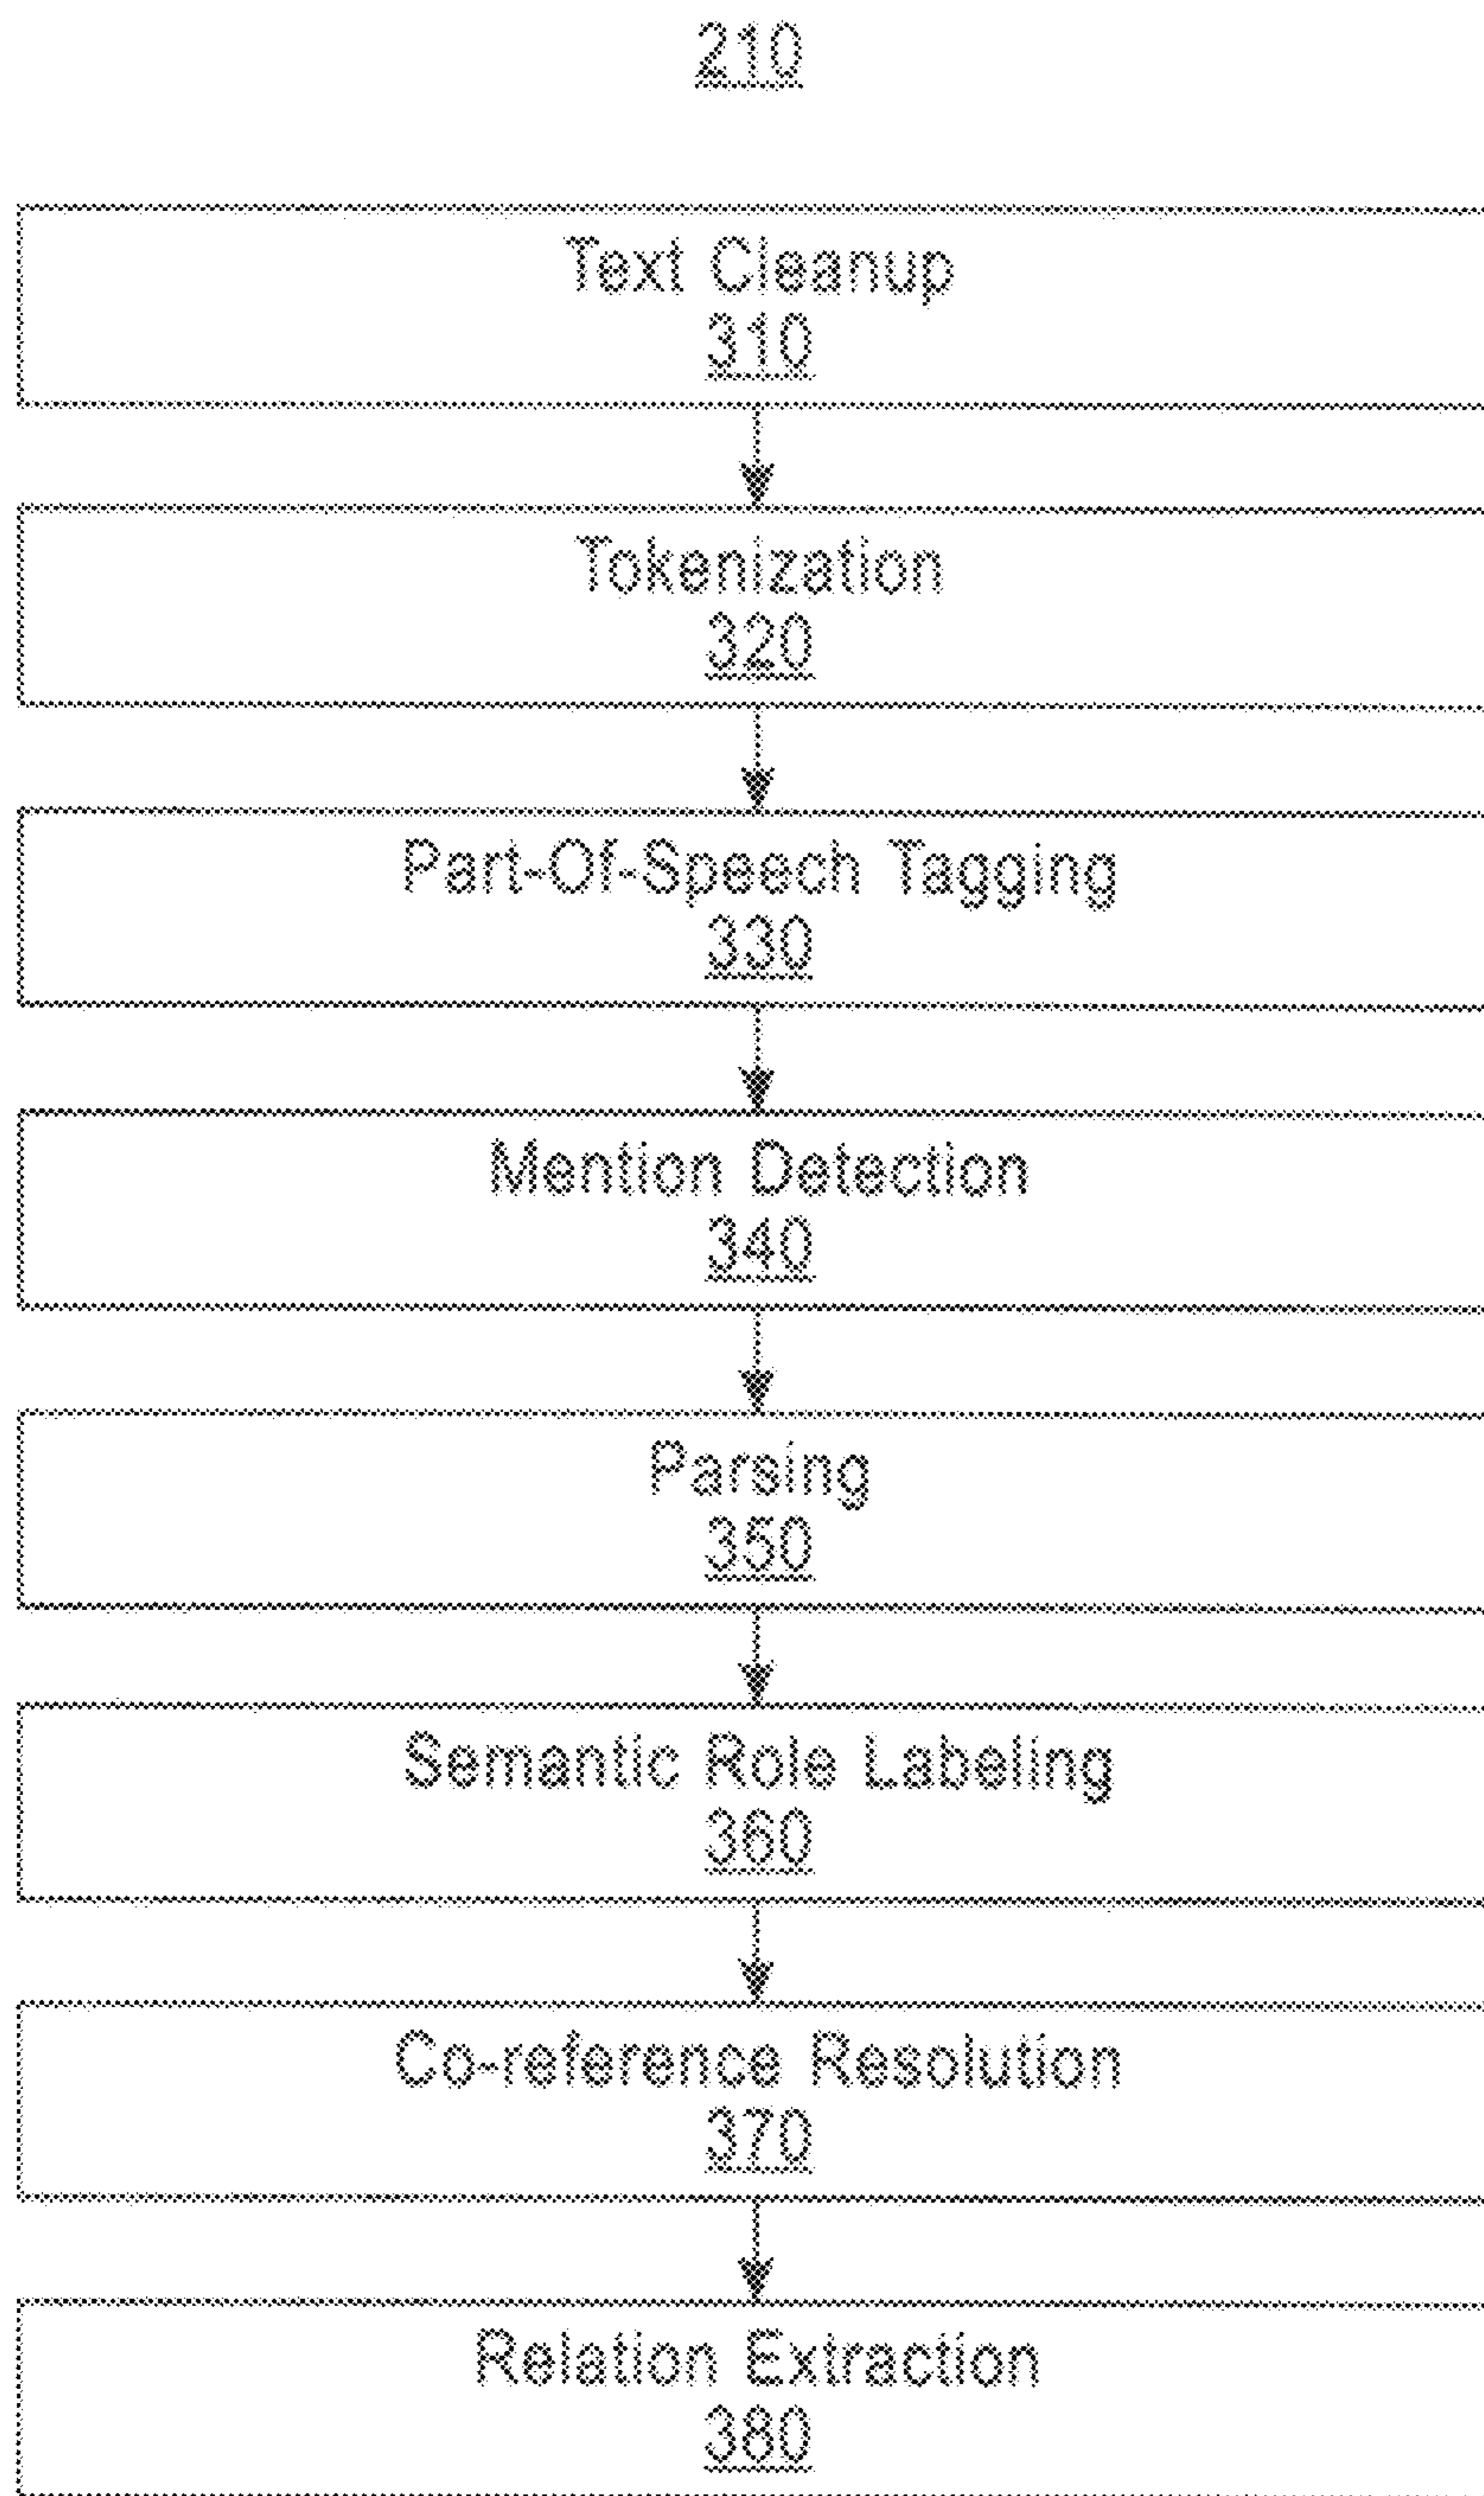 210
Text Cleanup
310
Tokenization
320
Part-Of-Speech Tagging
330
Mention Detection
340
Parsing
350
Semantic Role Labeling
360
Co-reference Resolution
370
Relation Extraction
380